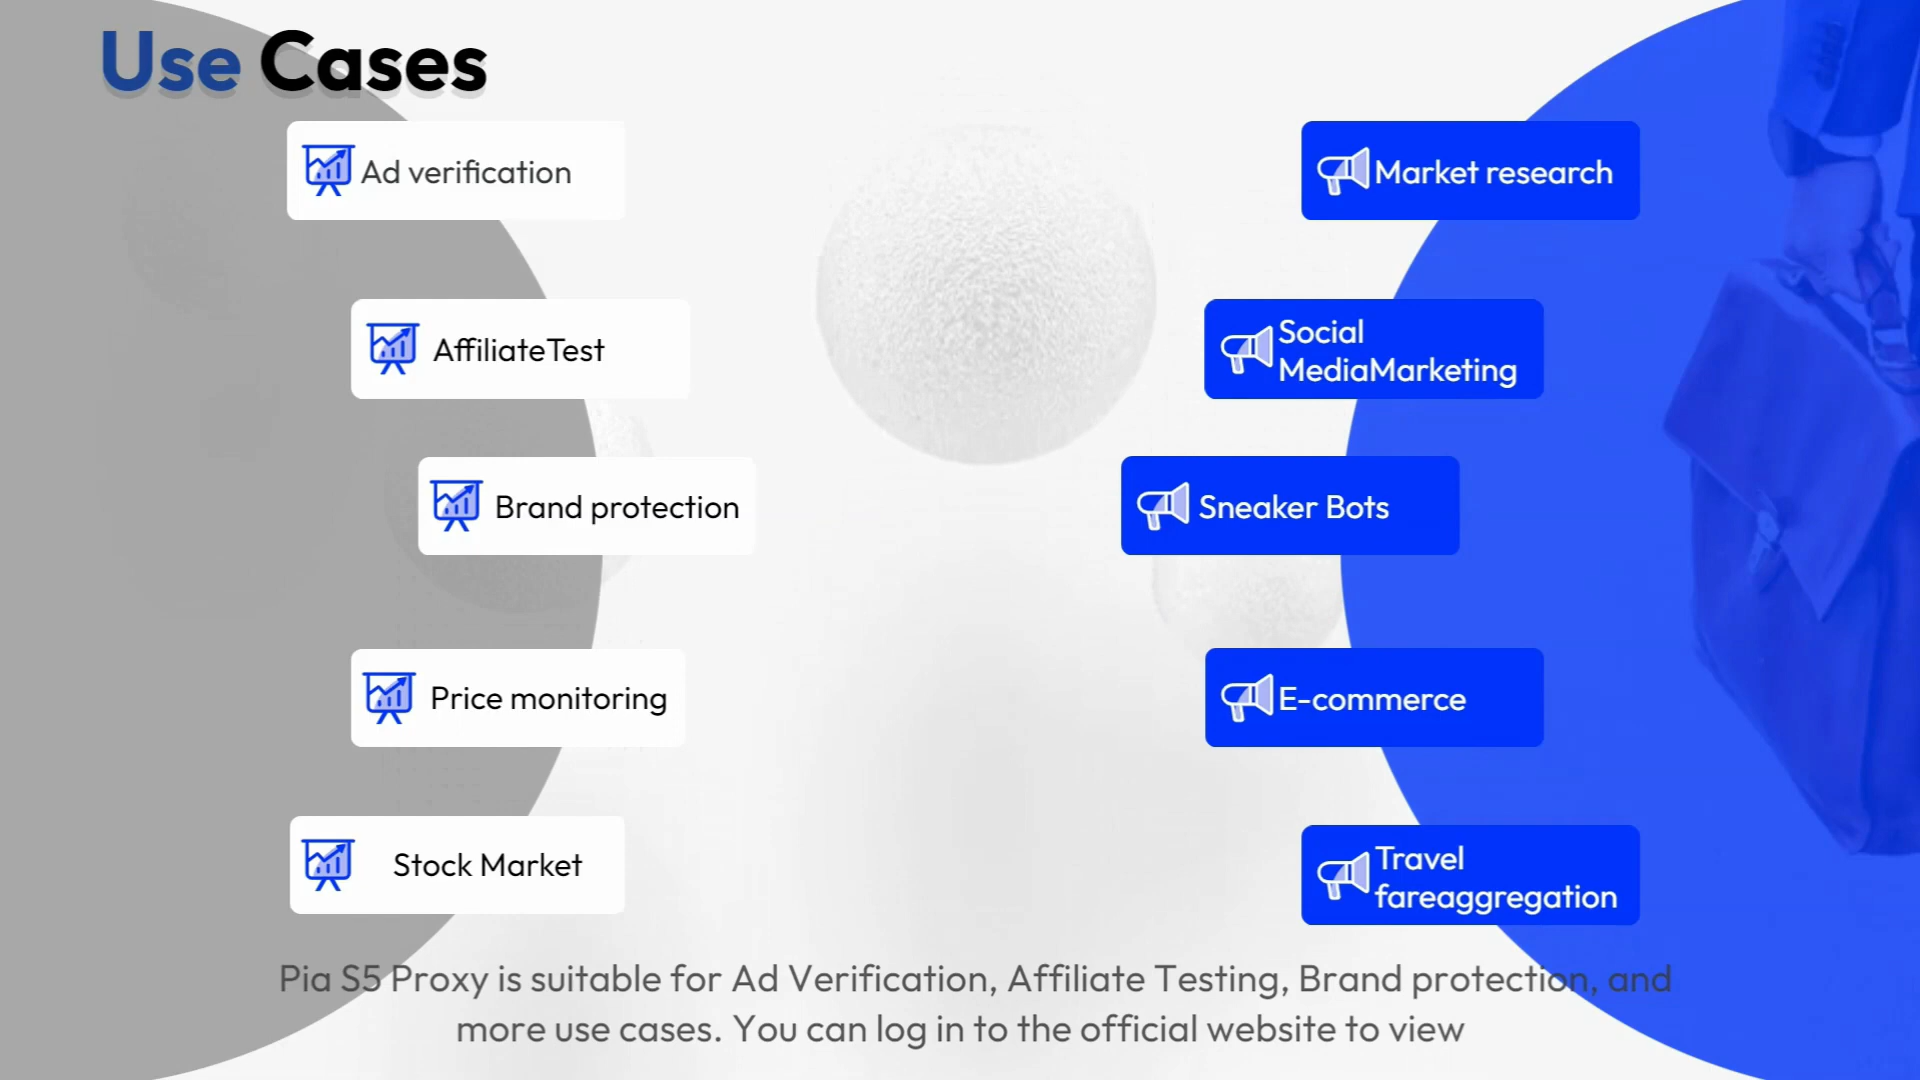 Use Cases
Ad verification
Market research
AffiliateTest
Social
MediaMarketing
Brand protection
Sneaker Bots
Price monitoring
E-commerce
Stock Market
Travel
fareaggregation
Pia S5 Proxy is suitable for Ad Verification, Affiliate Testing, Brand protection, and
more use cases. You can log in to the official website to view